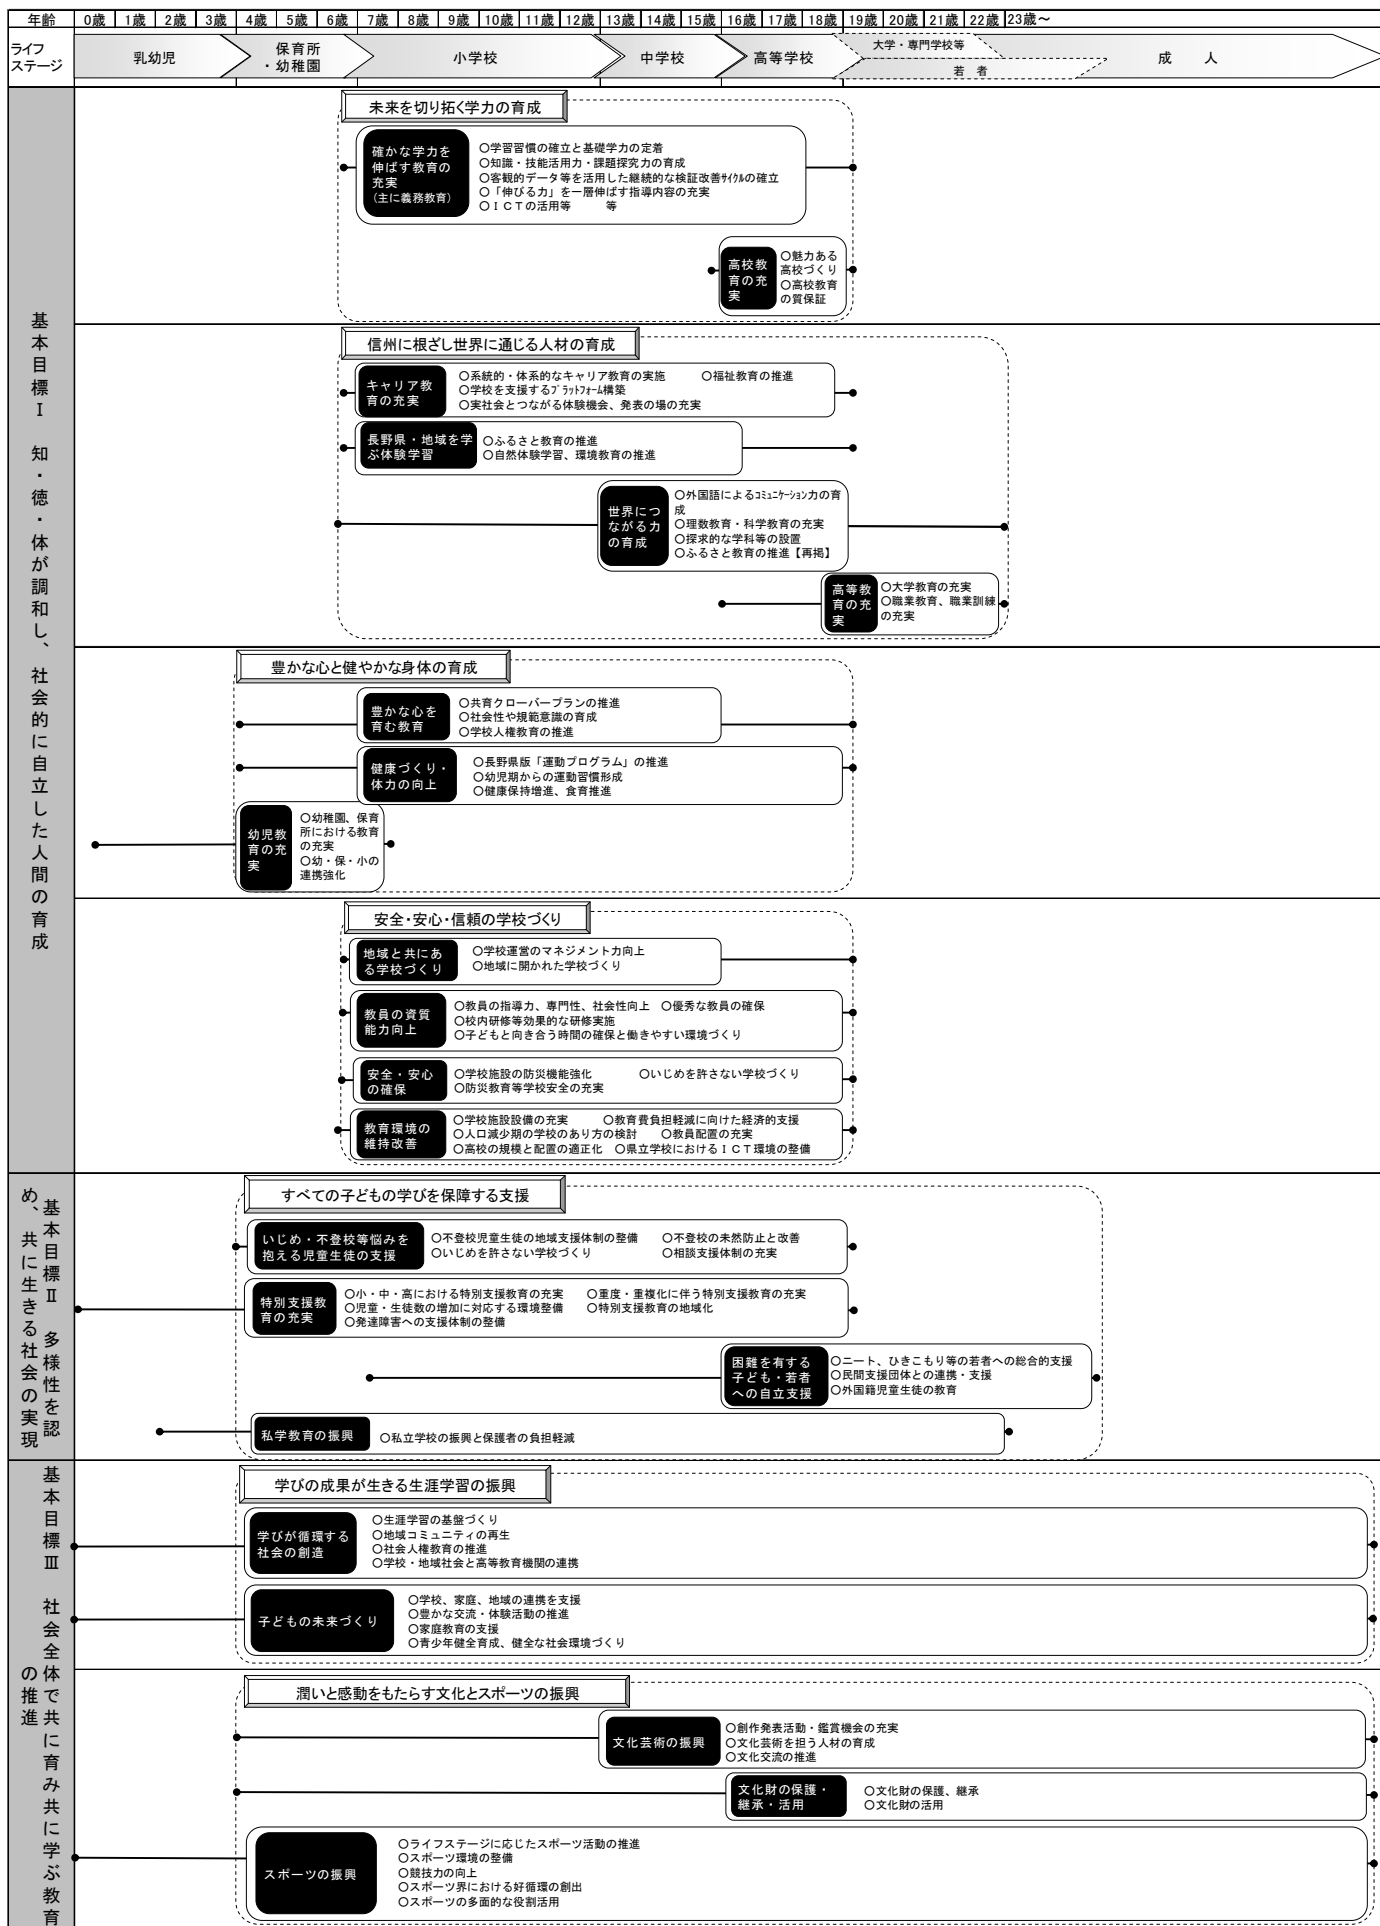 年齢 0歳 1歳 2歳 3歳 4歳 5歳 6歳 7歳 8歳 9歳 10歳 11歳 12歳 13歳 14歳 15歳 16歳 17歳 18歳 19歳 20歳 21歳 22歳 23歳～
ライフ
ステージ
乳幼児
保育所
・幼稚園
小学校
中学校
高等学校
大学・専門学校等
若 者
成 人
基本目標Ⅰ 知・徳・体が調和し、社会的に自立した人間の育成
未来を切り拓く学力の育成
確かな学力を
伸ばす教育の
充実
(主に義務教育)
○学習習慣の確立と基礎学力の定着
○知識・技能活用力・課題探究力の育成
○客観的データ等を活用した継続的な検証改善ｻｲｸﾙの確立
○「伸びる力」を一層伸ばす指導内容の充実
○ＩＣＴの活用等 等
高校教
育の充
実
○魅力ある
高校づくり
○高校教育
の質保証
信州に根ざし世界に通じる人材の育成
キャリア教
育の充実
○系統的・体系的なキャリア教育の実施 ○福祉教育の推進
○学校を支援するﾌﾟﾗｯﾄﾌｫｰﾑ構築
○実社会とつながる体験機会、発表の場の充実
長野県・地域を学
ぶ体験学習
○ふるさと教育の推進
○自然体験学習、環境教育の推進
世界につ
ながる力
の育成
○外国語によるｺﾐｭﾆｹｰｼｮﾝ力の育
成
○理数教育・科学教育の充実
○探求的な学科等の設置
○ふるさと教育の推進【再掲】
高等教
育の充
実
○大学教育の充実
○職業教育、職業訓練
の充実
豊かな心と健やかな身体の育成
豊かな心を
育む教育
○共育クローバープランの推進
○社会性や規範意識の育成
○学校人権教育の推進
健康づくり・
体力の向上
○長野県版「運動プログラム」の推進
○幼児期からの運動習慣形成
○健康保持増進、食育推進
幼児教
育の充
実
○幼稚園、保育
所における教育
の充実
○幼・保・小の
連携強化
安全・安心・信頼の学校づくり
地域と共にあ
る学校づくり
○学校運営のマネジメント力向上
○地域に開かれた学校づくり
教員の資質
能力向上
○教員の指導力、専門性、社会性向上 ○優秀な教員の確保
○校内研修等効果的な研修実施
○子どもと向き合う時間の確保と働きやすい環境づくり
安全・安心
の確保
○学校施設の防災機能強化 ○いじめを許さない学校づくり
○防災教育等学校安全の充実
教育環境の
維持改善
○学校施設設備の充実 ○教育費負担軽減に向けた経済的支援
○人口減少期の学校のあり方の検討 ○教員配置の充実
○高校の規模と配置の適正化 ○県立学校におけるＩＣＴ環境の整備
基本目標Ⅱ 多様性を認
め、共に生きる社会の実現
すべての子どもの学びを保障する支援
いじめ・不登校等悩みを
抱える児童生徒の支援
○不登校児童生徒の地域支援体制の整備 ○不登校の未然防止と改善
○いじめを許さない学校づくり ○相談支援体制の充実
特別支援教
育の充実
○小・中・高における特別支援教育の充実 ○重度・重複化に伴う特別支援教育の充実
○児童・生徒数の増加に対応する環境整備 ○特別支援教育の地域化
○発達障害への支援体制の整備
困難を有する
子ども・若者
への自立支援
○ニート、ひきこもり等の若者への総合的支援
○民間支援団体との連携・支援
○外国籍児童生徒の教育
私学教育の振興
○私立学校の振興と保護者の負担軽減
基本目標Ⅲ 社会全体で共に育み共に学ぶ教育
の推進
学びの成果が生きる生涯学習の振興
学びが循環する
社会の創造
○生涯学習の基盤づくり
○地域コミュニティの再生
○社会人権教育の推進
○学校・地域社会と高等教育機関の連携
子どもの未来づくり
○学校、家庭、地域の連携を支援
○豊かな交流・体験活動の推進
○家庭教育の支援
○青少年健全育成、健全な社会環境づくり
潤いと感動をもたらす文化とスポーツの振興
文化芸術の振興
○創作発表活動・鑑賞機会の充実
○文化芸術を担う人材の育成
○文化交流の推進
文化財の保護・
継承・活用
○文化財の保護、継承
○文化財の活用
スポーツの振興
○ライフステージに応じたスポーツ活動の推進
○スポーツ環境の整備
○競技力の向上
○スポーツ界における好循環の創出
○スポーツの多面的な役割活用